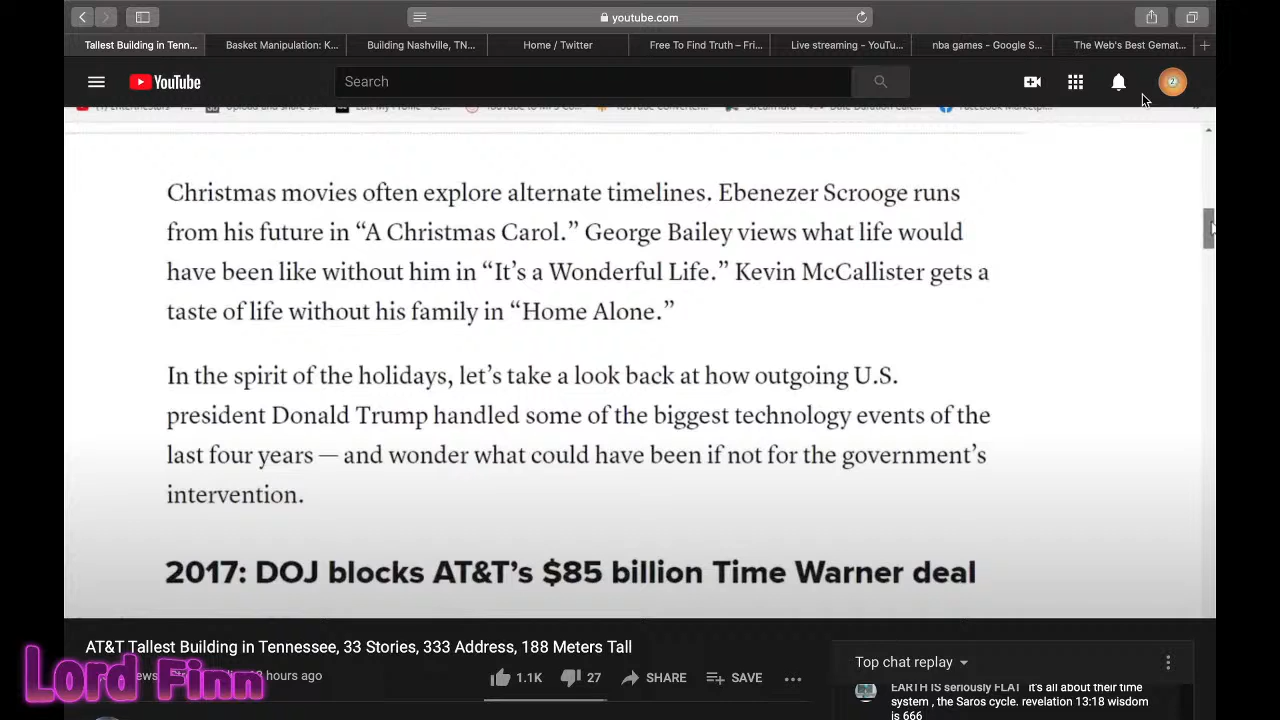 youtube.com
Tallest Building in Tenn... Basket Manipulation: K... Building Nashville, TN... Home / Twitter Free To Find Truth – Fri... Live streaming - YouTu... nba games - Google S... The Web's Best Gemat...
YouTube Search
Christmas movies often explore alternate timelines. Ebenezer Scrooge runs
from his future in “A Christmas Carol.” George Bailey views what life would
have been like without him in “It’s a Wonderful Life.” Kevin McCallister gets a
taste of life without his family in “Home Alone.”
In the spirit of the holidays, let’s take a look back at how outgoing U.S.
president Donald Trump handled some of the biggest technology events of the
last four years — and wonder what could have been if not for the government’s
intervention.
2017: DOJ blocks AT&T’s $85 billion Time Warner deal
AT&T Tallest Building in Tennessee, 33 Stories, 333 Address, 188 Meters Tall
Lord Finn
hours ago
1.1K 27 SHARE SAVE
Top chat replay
EARTH IS seriously FLAT it's all about their time
system , the Saros cycle. revelation 13:18 wisdom
is 666